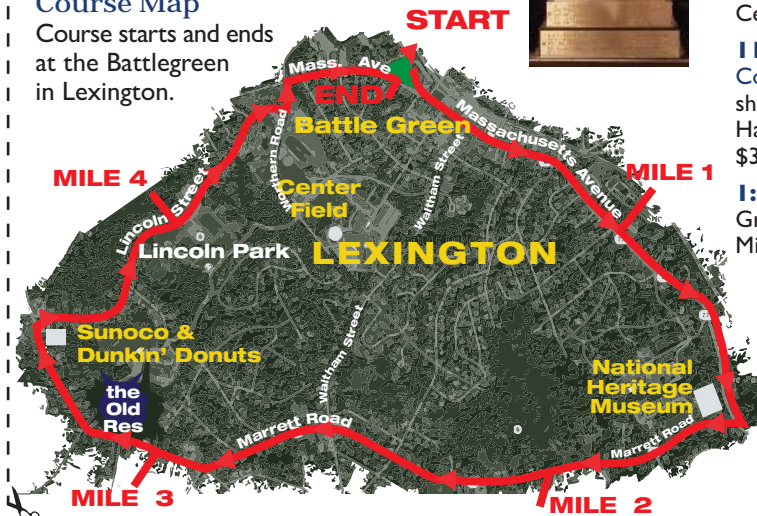 Course Map
Course starts and ends
at the Battlegreen
in Lexington.
START
Mass. Ave
END
Battle Green
Massachusetts Avenue
MILE 1
Waltham Street
MILE 4
Lincoln Street
Center
Field
Lincoln Park
LEXINGTON
Sunoco &
Dunkin' Donuts
the
Old
Res
Waltham Street
Marrett Road
National
Heritage
Museum
Marrett Road
MILE 3
MILE 2
Ce
Co
sh
Ha
$3
1:
Gr
Mi